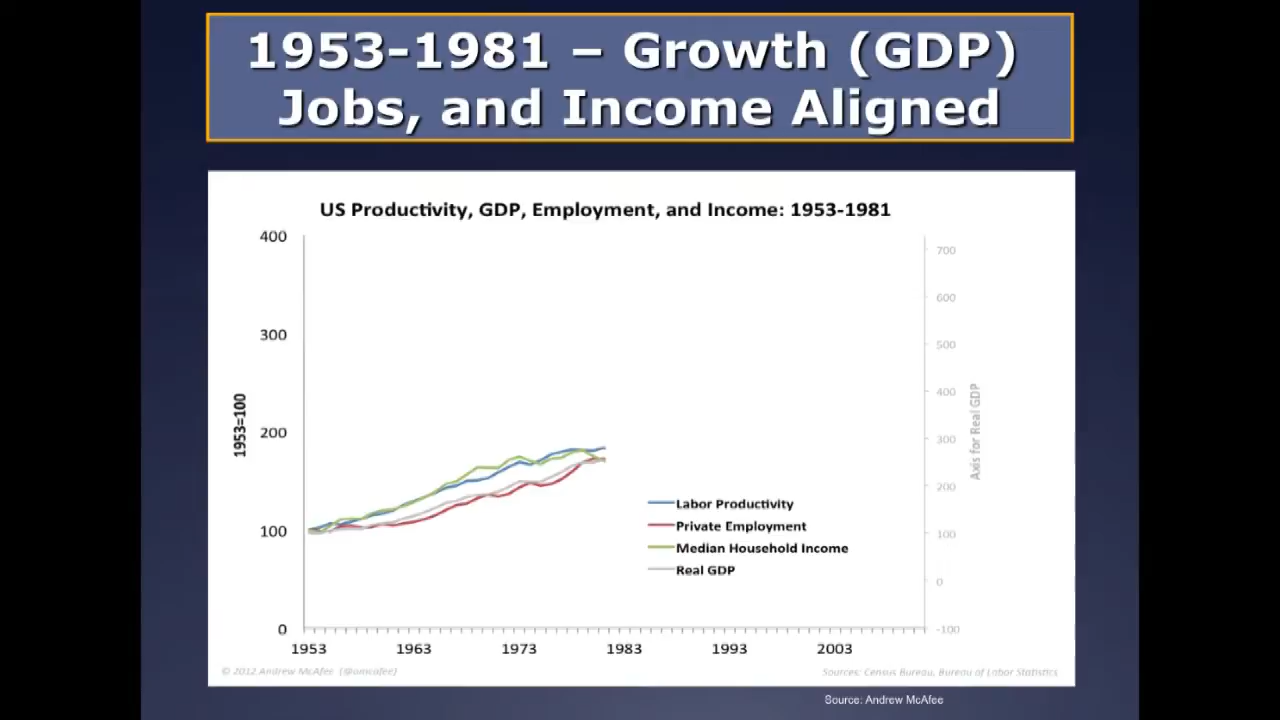 1953-1981 – Growth (GDP)
Jobs, and Income Aligned
US Productivity, GDP, Employment, and Income: 1953-1981
400
300
200
100
0
1953=100
700
600
500
400
300
200
100
0
-100
Axis for Real GDP
Labor Productivity
Private Employment
Median Household Income
Real GDP
1953
1963
1973
1983
1993
2003
© 2012 Andrew McAfee (@amcafee)
Sources: Census Bureau, Bureau of Labor Statistics
Source: Andrew McAfee